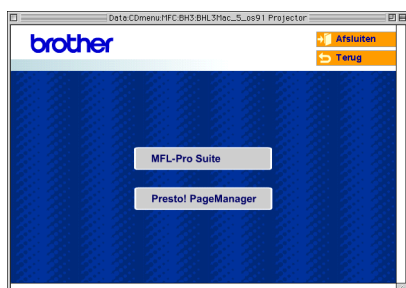 Data:CDmenu:MFC:BH3:BHL3Mac_5_os91 Projector
brother
Afsluiten
Terug
MFL-Pro Suite
Presto! PageManager